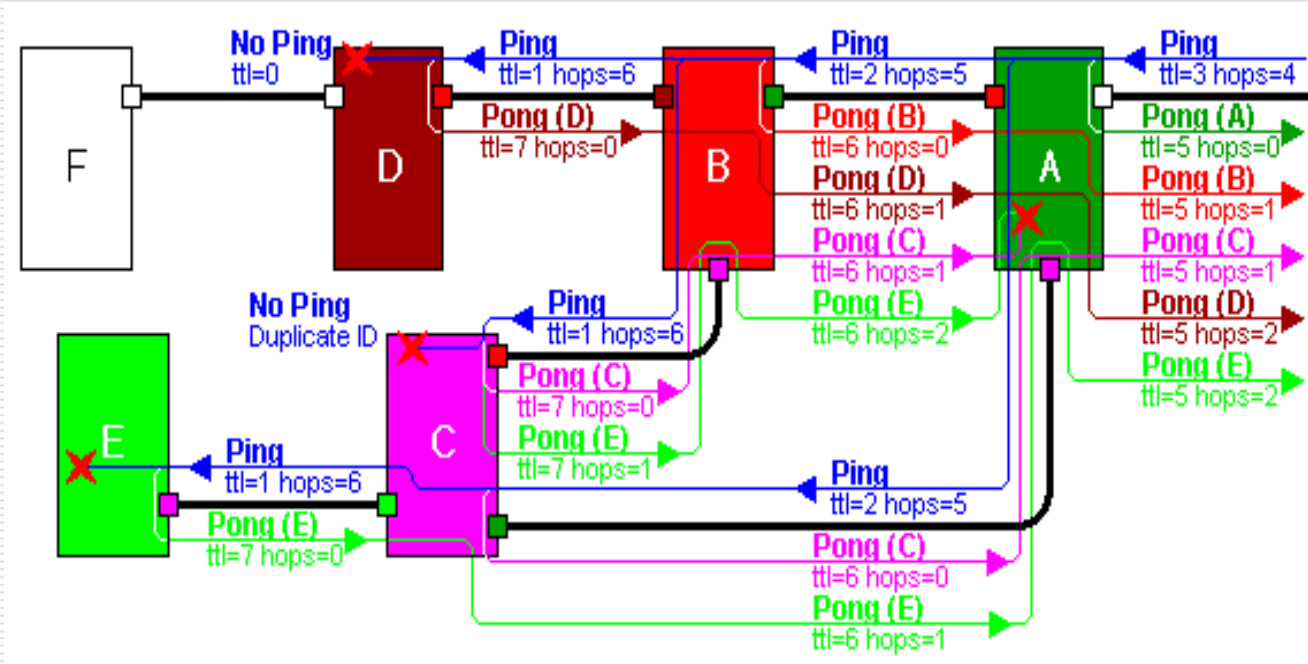 No Ping
ttl=0
Ping
ttl=1 hops=6
Ping
ttl=2 hops=5
Ping
ttl=3 hops=4
F
D
B
A
Pong (D)
ttl=7 hops=0
Pong (B)
ttl=6 hops=0
Pong (D)
ttl=6 hops=1
Pong (C)
ttl=6 hops=1
Pong (E)
ttl=6 hops=2
Pong (A)
ttl=5 hops=0
Pong (B)
ttl=5 hops=1
Pong (C)
ttl=5 hops=1
Pong (D)
ttl=5 hops=2
Pong (E)
ttl=5 hops=2
No Ping
Duplicate ID
Ping
ttl=1 hops=6
Pong (C)
ttl=7 hops=0
Pong (E)
ttl=7 hops=1
E
C
Ping
ttl=1 hops=6
Ping
ttl=2 hops=5
Pong (E)
ttl=7 hops=0
Pong (C)
ttl=6 hops=0
Pong (E)
ttl=6 hops=1